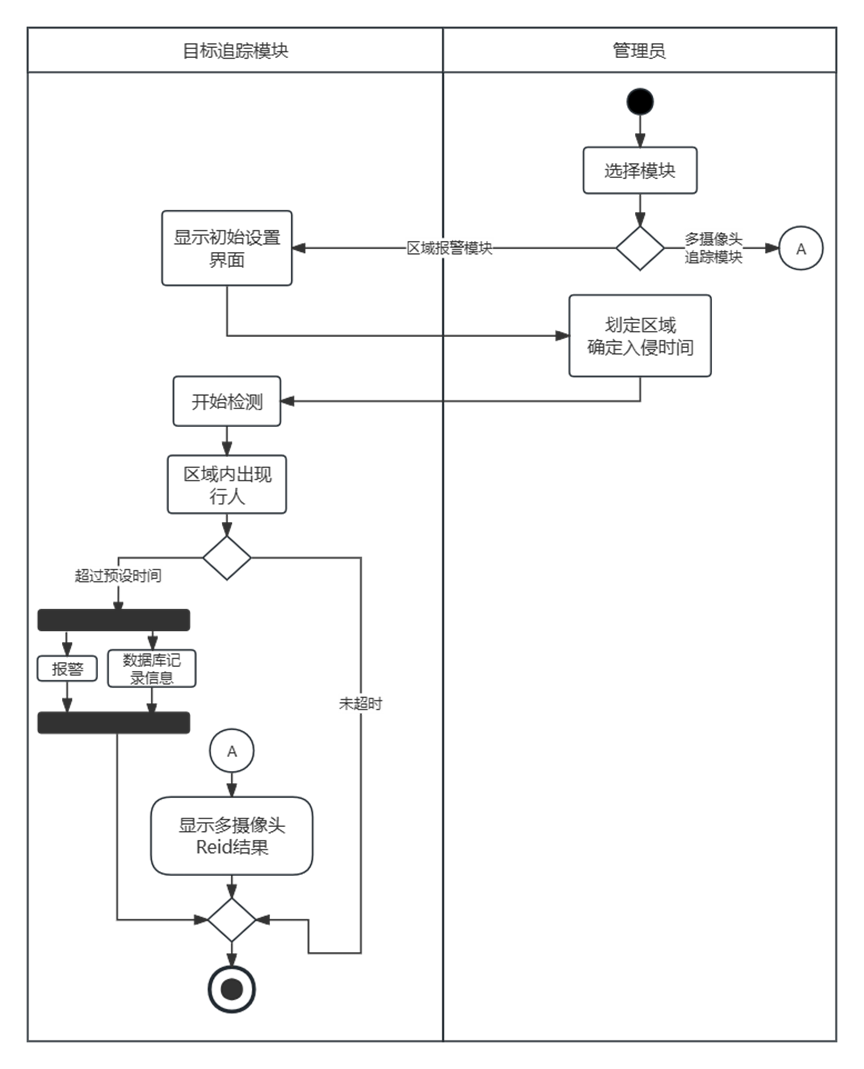 目标追踪模块
管理员
选择模块
显示初始设置
界面
区域报警模块
多摄像头
追踪模块
A
划定区域
确定入侵时间
开始检测
区域内出现
行人
超过预设时间
报警
数据库记
录信息
未超时
A
显示多摄像头
Reid结果